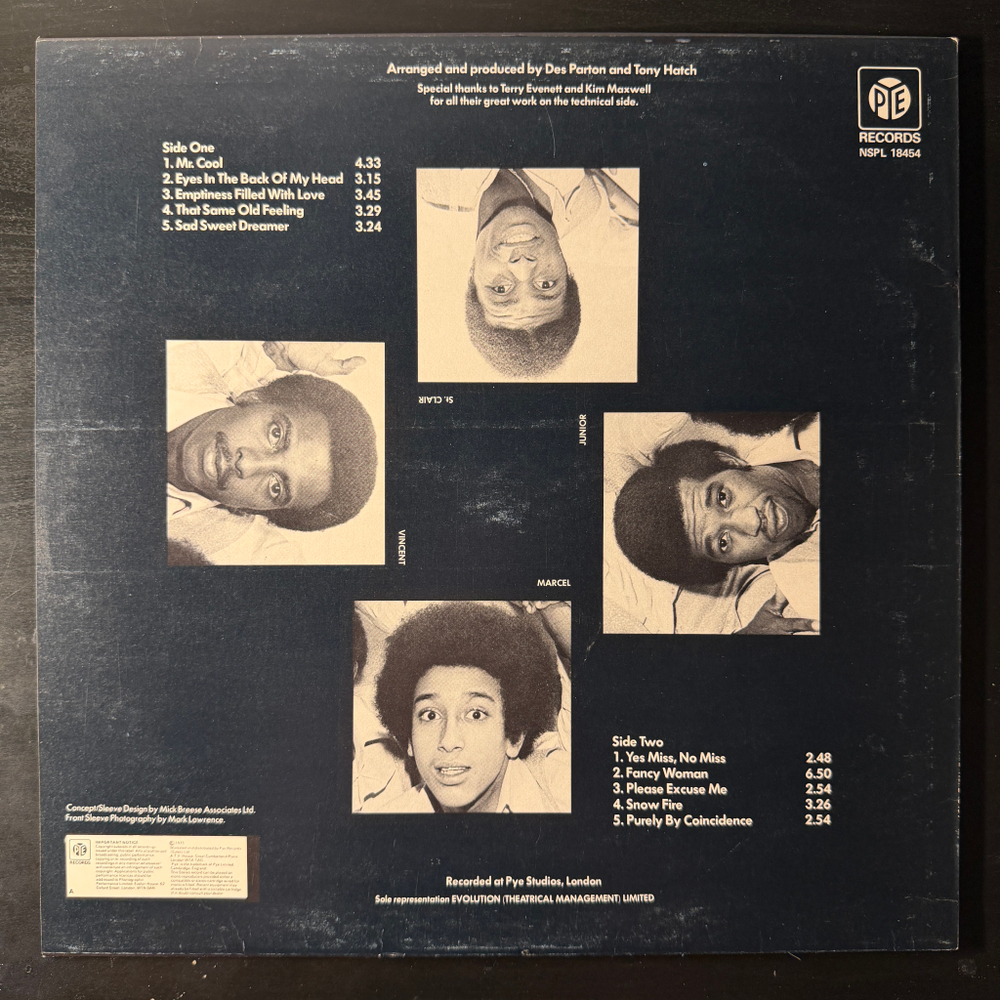 Arranged and produced by Des Parton and Tony Hatch
Special thanks to Terry Evenett and Kim Maxwell
for all their great work on the technical side.
PYE
RECORDS
NSPL 18454
Side One
1. Mr. Cool 4.33
2. Eyes In The Back Of My Head 3.15
3. Emptiness Filled With Love 3.45
4. That Same Old Feeling 3.29
5. Sad Sweet Dreamer 3.24
St. CLAIR
JUNIOR
VINCENT
MARCEL
Side Two
1. Yes Miss, No Miss 2.48
2. Fancy Woman 6.50
3. Please Excuse Me 2.54
4. Snow Fire 3.26
5. Purely By Coincidence 2.54
Concept/Sleeve Design by Mick Breese Associates Ltd.
Front Sleeve Photography by Mark Lawrence.
PYE
RECORDS
IMPORTANT NOTICE
A
Recorded at Pye Studios, London
Sole representation EVOLUTION (THEATRICAL MANAGEMENT) LIMITED